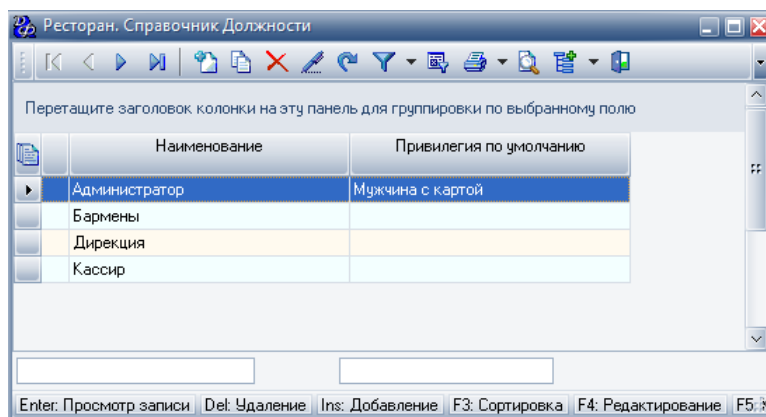 Ресторан. Справочник Должности
Перетащите заголовок колонки на эту панель для группировки по выбранному полю
Наименование Привилегия по умолчанию
Администратор Мужчина с картой
Бармены
Дирекция
Кассир
Enter: Просмотр записи Del: Удаление Ins: Добавление F3: Сортировка F4: Редактирование F5: